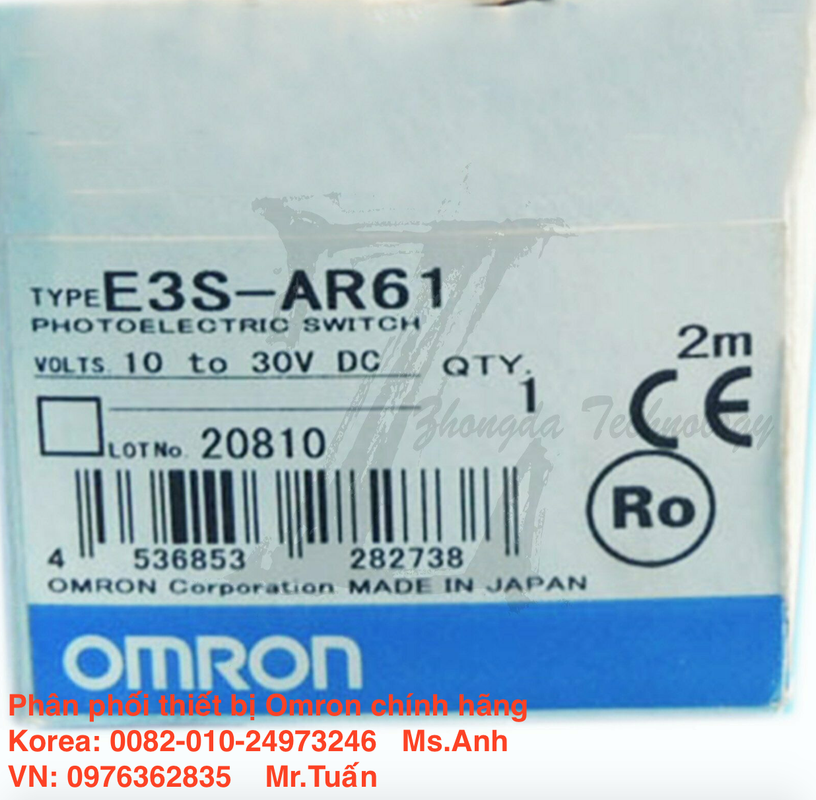 TYPE E3S-AR61
PHOTOELECTRIC SWITCH
2m
VOLTS. 10 to 30V DC QTY.
1
CE
Zhongda Technology
LOT No. 20810
Ro
4 536853 282738
OMRON Corporation MADE IN JAPAN
OMRON
Phân phối thiết bị Omron chính hãng
Korea: 0082-010-24973246 Ms.Anh
VN: 0976362835 Mr.Tuấn